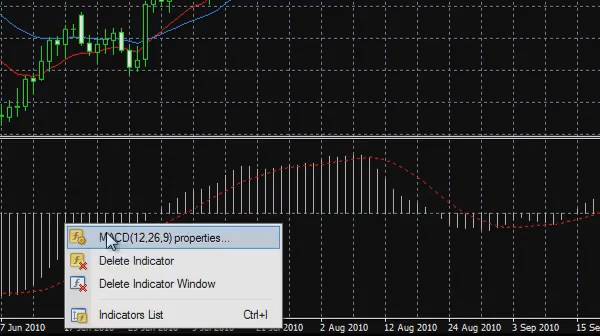 MACD(12,26,9) properties...
Delete Indicator
Delete Indicator Window
Indicators List Ctrl+I
7 Jun 2010 2010 2 Aug 2010 12 Aug 2010 24 Aug 2010 3 Sep 2010 15